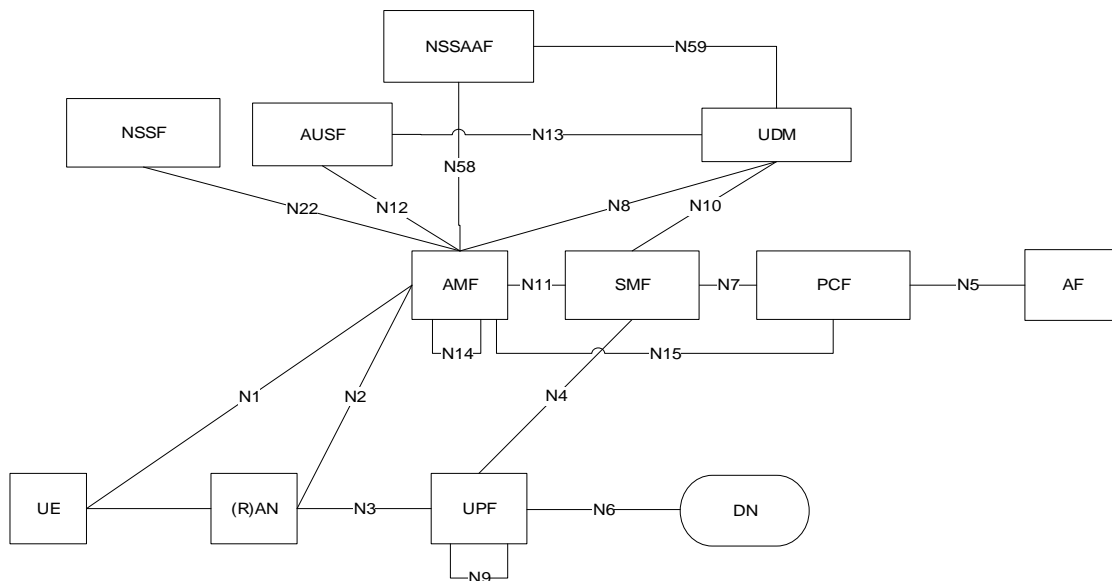 NSSAAF
N59
NSSF
AUSF
N13
UDM
N58
N22
N12
N8
N10
AMF
N11
SMF
N7
PCF
N5
AF
N14
N15
N1
N2
N4
UE
(R)AN
N3
UPF
N6
DN
N9